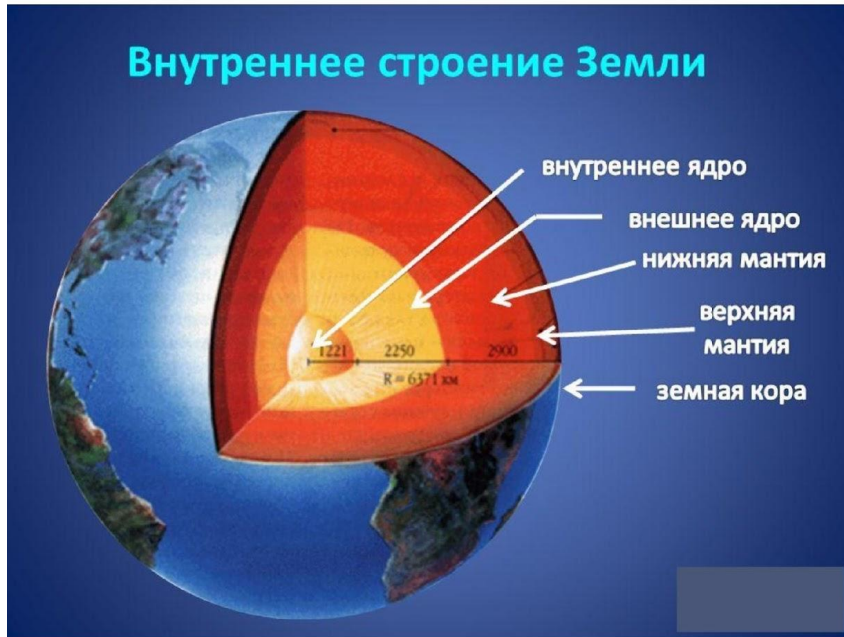 Внутреннее строение Земли
внутреннее ядро
внешнее ядро
нижняя мантия
верхняя
мантия
1221 2250 2900
R = 6371 км
земная кора